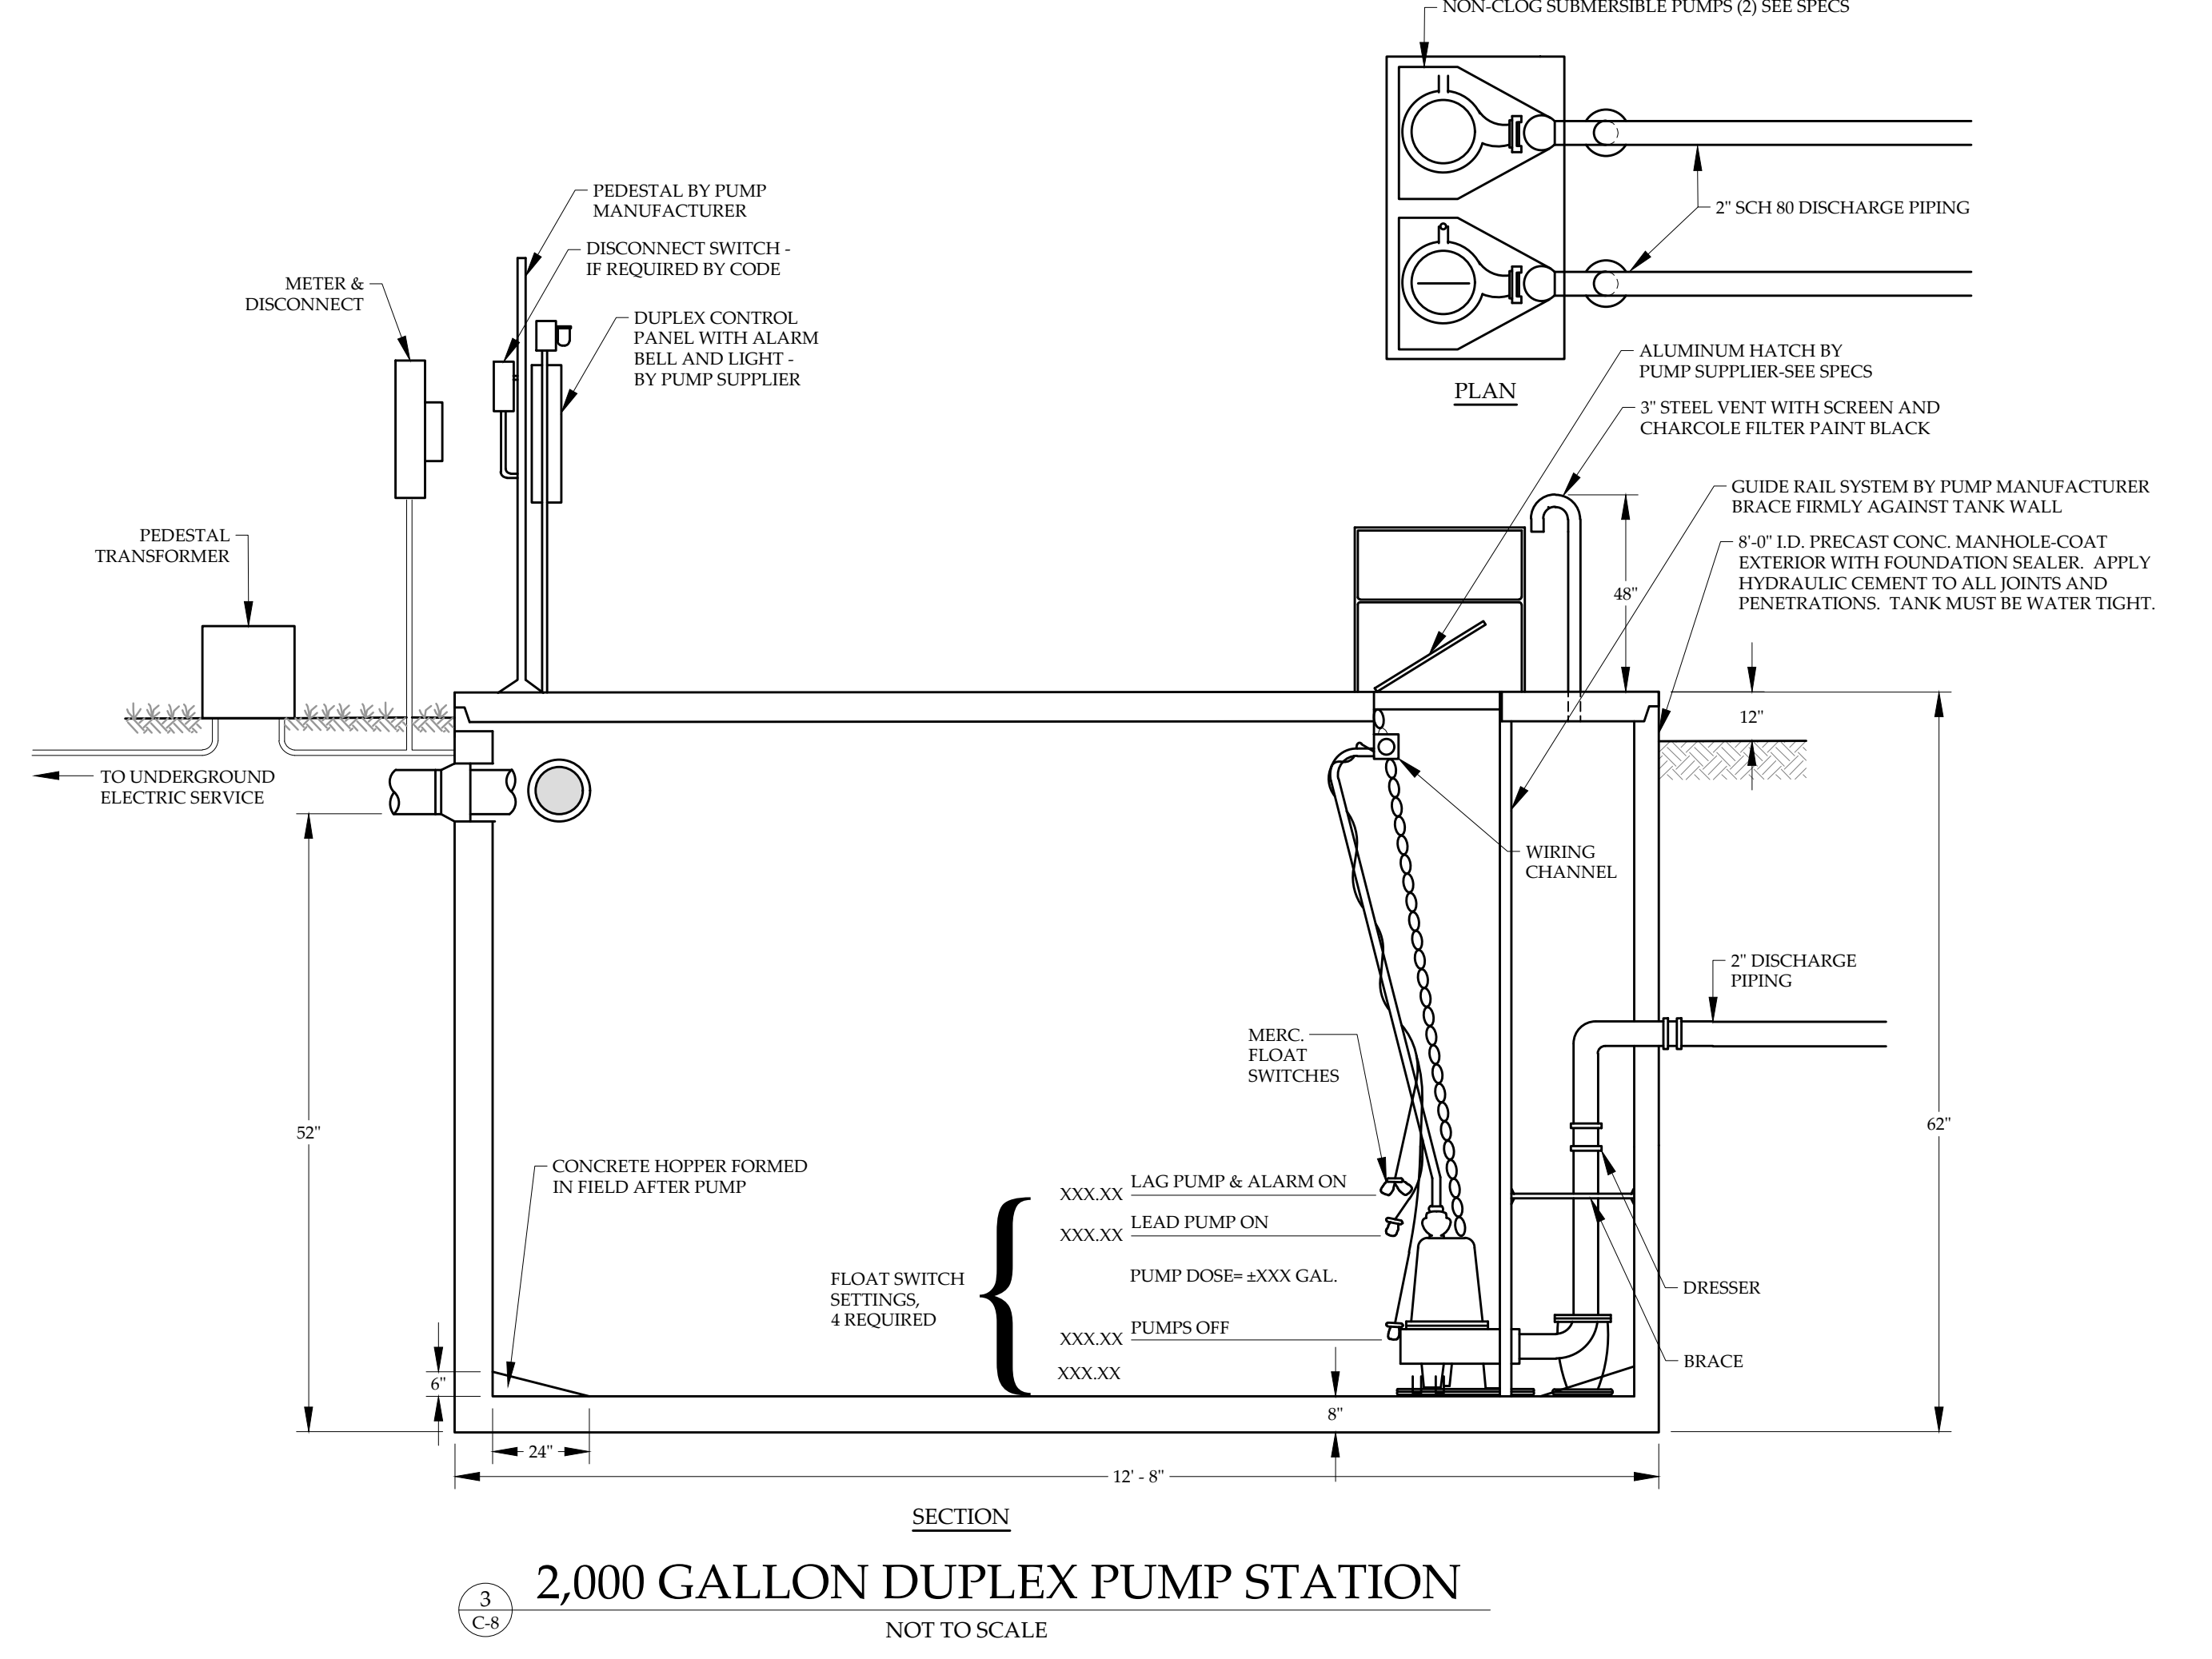 NON-CLOG SUBMERSIBLE PUMPS (2) SEE SPECS
2" SCH 80 DISCHARGE PIPING
PLAN
PEDESTAL BY PUMP
MANUFACTURER
DISCONNECT SWITCH -
IF REQUIRED BY CODE
METER &
DISCONNECT
DUPLEX CONTROL
PANEL WITH ALARM
BELL AND LIGHT -
BY PUMP SUPPLIER
ALUMINUM HATCH BY
PUMP SUPPLIER-SEE SPECS
3" STEEL VENT WITH SCREEN AND
CHARCOLE FILTER PAINT BLACK
GUIDE RAIL SYSTEM BY PUMP MANUFACTURER
BRACE FIRMLY AGAINST TANK WALL
8'-0" I.D. PRECAST CONC. MANHOLE-COAT
EXTERIOR WITH FOUNDATION SEALER. APPLY
HYDRAULIC CEMENT TO ALL JOINTS AND
PENETRATIONS. TANK MUST BE WATER TIGHT.
PEDESTAL
TRANSFORMER
48"
12"
TO UNDERGROUND
ELECTRIC SERVICE
WIRING
CHANNEL
2" DISCHARGE
PIPING
MERC.
FLOAT
SWITCHES
52"
62"
CONCRETE HOPPER FORMED
IN FIELD AFTER PUMP
XXX.XX LAG PUMP & ALARM ON
XXX.XX LEAD PUMP ON
PUMP DOSE= ±XXX GAL.
FLOAT SWITCH
SETTINGS,
4 REQUIRED
XXX.XX PUMPS OFF
XXX.XX
DRESSER
BRACE
6"
8"
24"
12' - 8"
SECTION
3
C-8
2,000 GALLON DUPLEX PUMP STATION
NOT TO SCALE